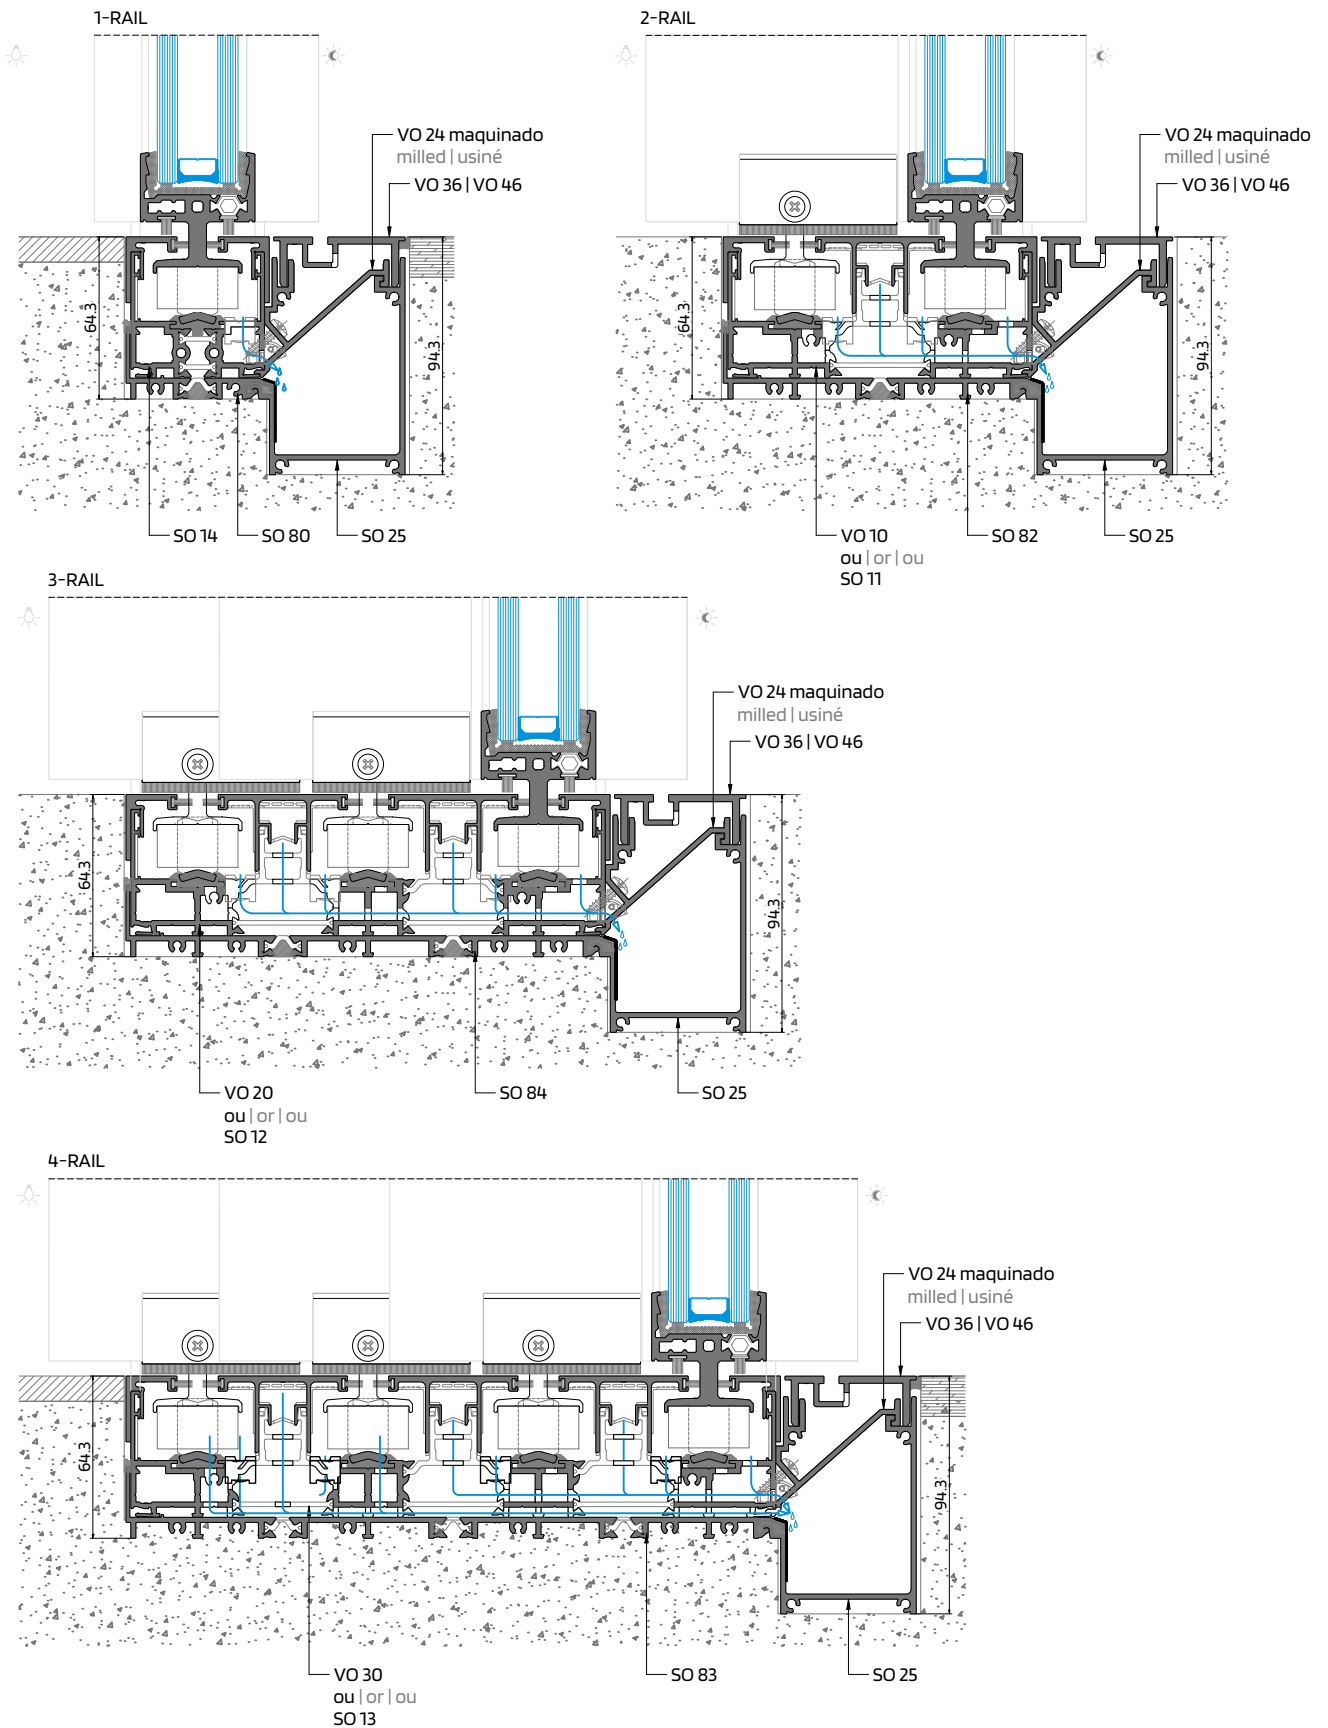 1-RAIL
VO 24 maquinado
milled | usiné
VO 36 | VO 46
64.3
94.3
SO 14
SO 80
SO 25
2-RAIL
VO 24 maquinado
milled | usiné
VO 36 | VO 46
64.3
94.3
VO 10
ou | or | ou
SO 11
SO 82
SO 25
3-RAIL
VO 24 maquinado
milled | usiné
VO 36 | VO 46
64.3
94.3
VO 20
ou | or | ou
SO 12
SO 84
SO 25
4-RAIL
VO 24 maquinado
milled | usiné
VO 36 | VO 46
64.3
94.3
VO 30
ou | or | ou
SO 13
SO 83
SO 25